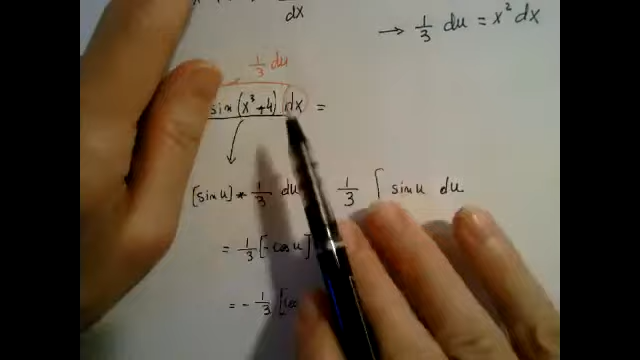 dx
→ 1/3 du = x² dx
1/3 du
sin (x³+4) dx =
[sin u] * 1/3 du 1/3 ∫ sin u du
= 1/3 [-cos u]
= - 1/3 [